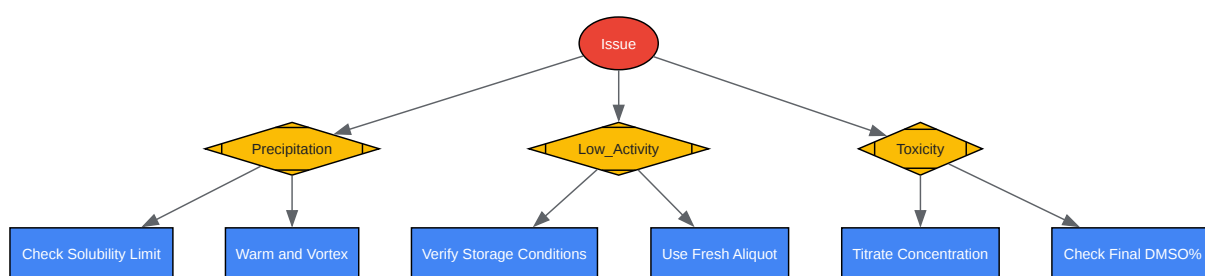 Issue
Precipitation
Low_Activity
Toxicity
Check Solubility Limit
Warm and Vortex
Verify Storage Conditions
Use Fresh Aliquot
Titrate Concentration
Check Final DMSO%